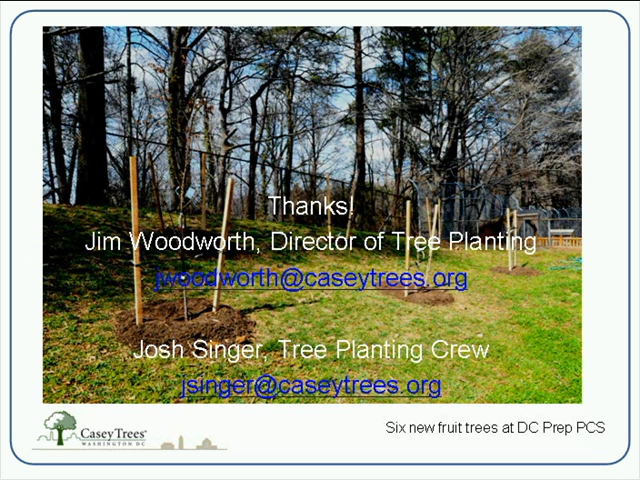 Thanks!
Jim Woodworth, Director of Tree Planting
jwoodworth@caseytrees.org
Josh Singer, Tree Planting Crew
jsinger@caseytrees.org
Casey Trees
WASHINGTON DC
Six new fruit trees at DC Prep PCS